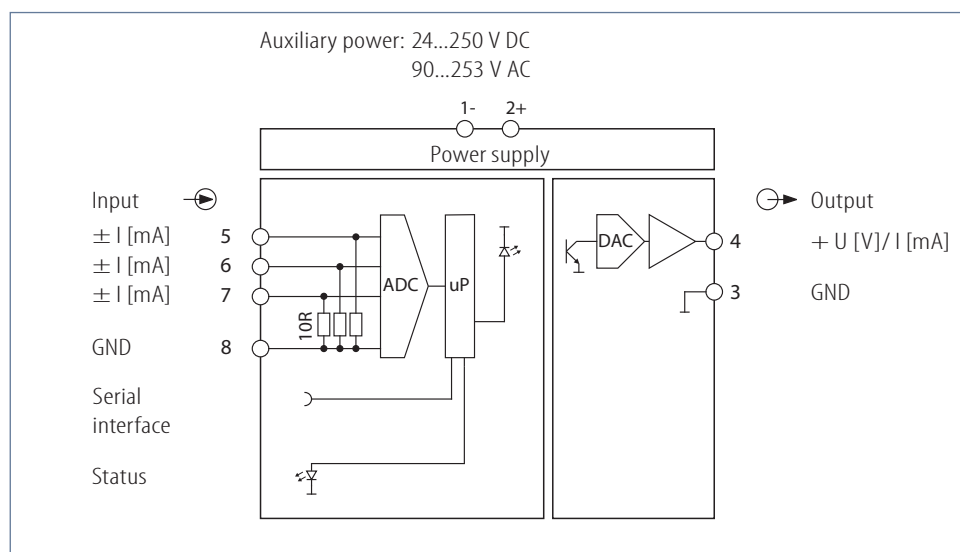 Auxiliary power: 24...250 V DC
90...253 V AC
1- 2+
Power supply
Input
Output
± I [mA] 5
± I [mA] 6
± I [mA] 7
GND 8
10R
ADC
uP
DAC
4 + U [V]/ I [mA]
3 GND
Serial
interface
Status